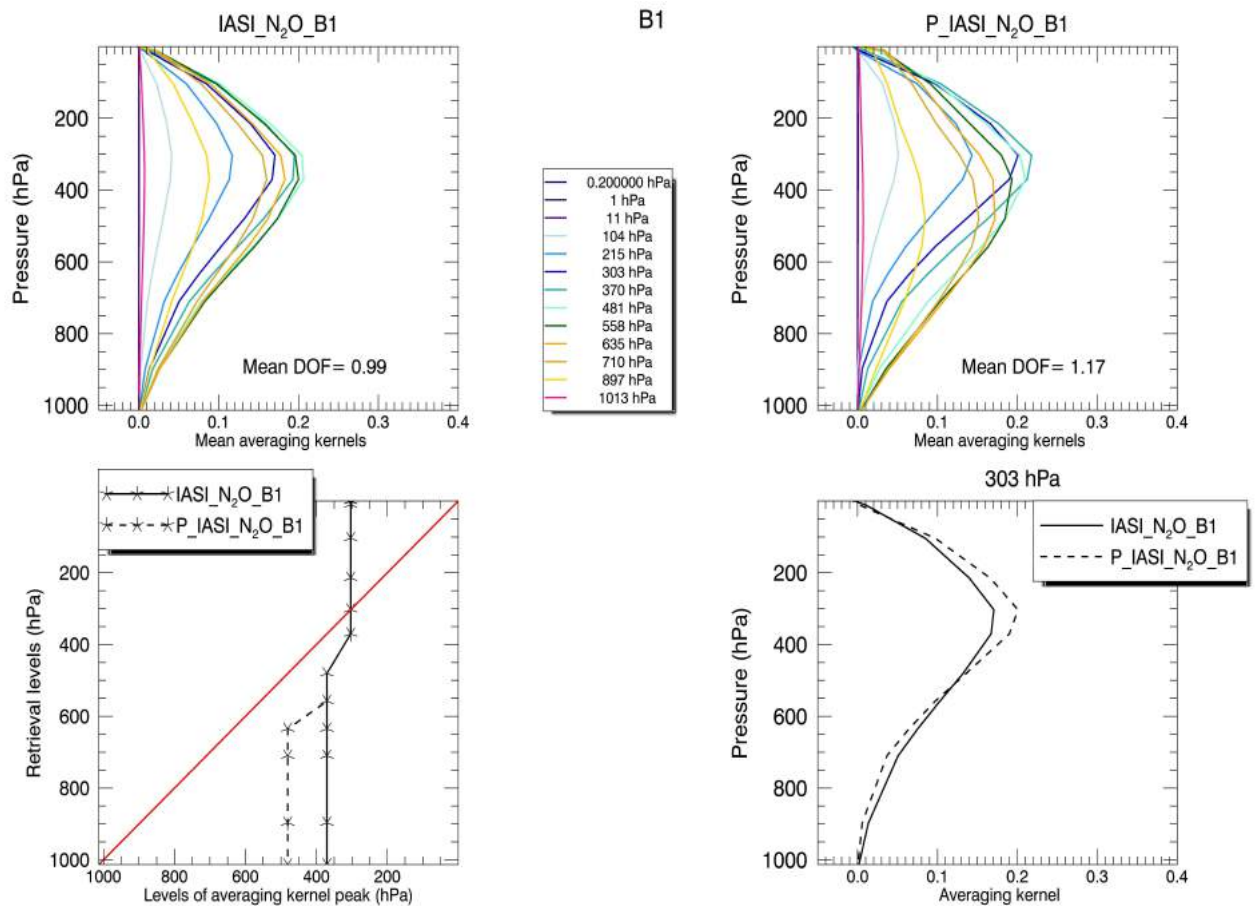 IASI_N₂O_B1
B1
P_IASI_N₂O_B1
Pressure (hPa)
200
400
600
800
1000
0.0 0.1 0.2 0.3 0.4
Mean averaging kernels
Mean DOF= 0.99
0.200000 hPa
1 hPa
11 hPa
104 hPa
215 hPa
303 hPa
370 hPa
481 hPa
558 hPa
635 hPa
710 hPa
897 hPa
1013 hPa
Pressure (hPa)
200
400
600
800
1000
0.0 0.1 0.2 0.3 0.4
Mean averaging kernels
Mean DOF= 1.17
IASI_N₂O_B1
P_IASI_N₂O_B1
Retrieval levels (hPa)
200
400
600
800
1000
1000 800 600 400 200
Levels of averaging kernel peak (hPa)
303 hPa
IASI_N₂O_B1
P_IASI_N₂O_B1
Pressure (hPa)
200
400
600
800
1000
0.0 0.1 0.2 0.3 0.4
Averaging kernel